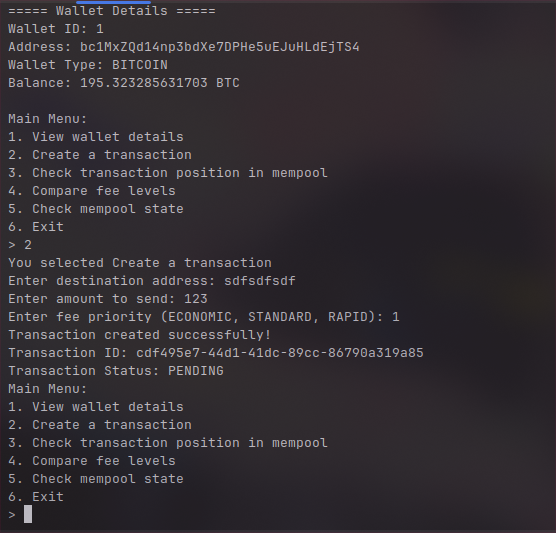 ===== Wallet Details =====
Wallet ID: 1
Address: bc1MxZQd14np3bdXe7DPHe5uEJuHLdEjTS4
Wallet Type: BITCOIN
Balance: 195.323285631703 BTC
Main Menu:
1. View wallet details
2. Create a transaction
3. Check transaction position in mempool
4. Compare fee levels
5. Check mempool state
6. Exit
> 2
You selected Create a transaction
Enter destination address: sdfsdfsdf
Enter amount to send: 123
Enter fee priority (ECONOMIC, STANDARD, RAPID): 1
Transaction created successfully!
Transaction ID: cdf495e7-44d1-41dc-89cc-86790a319a85
Transaction Status: PENDING
Main Menu:
1. View wallet details
2. Create a transaction
3. Check transaction position in mempool
4. Compare fee levels
5. Check mempool state
6. Exit
>